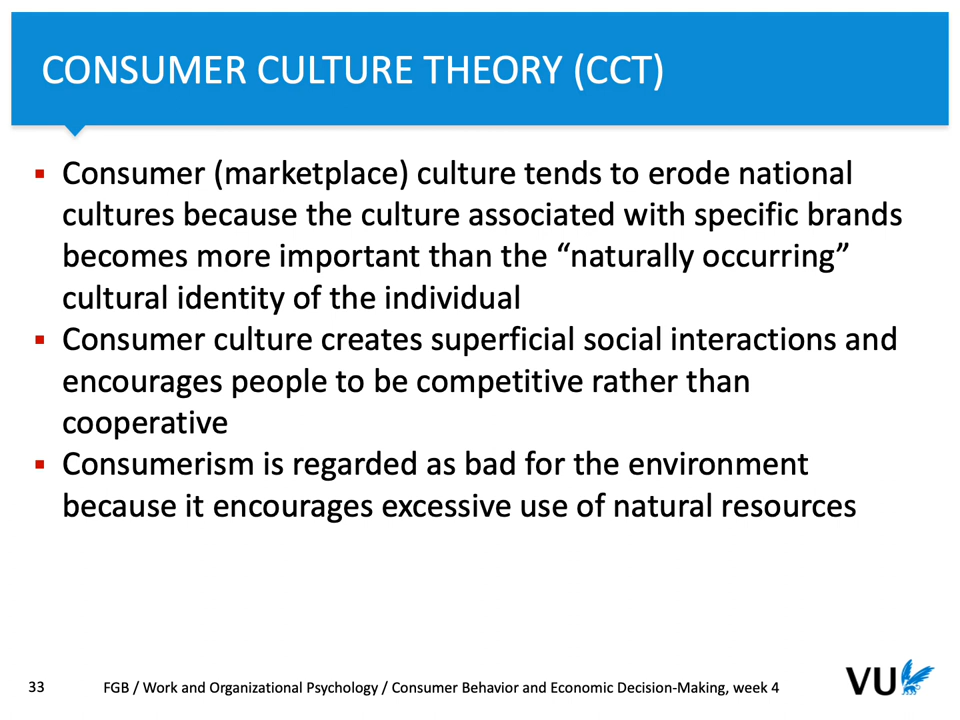 CONSUMER CULTURE THEORY (CCT)
▪ Consumer (marketplace) culture tends to erode national
cultures because the culture associated with specific brands
becomes more important than the “naturally occurring”
cultural identity of the individual
▪ Consumer culture creates superficial social interactions and
encourages people to be competitive rather than
cooperative
▪ Consumerism is regarded as bad for the environment
because it encourages excessive use of natural resources
33 FGB / Work and Organizational Psychology / Consumer Behavior and Economic Decision-Making, week 4
VU